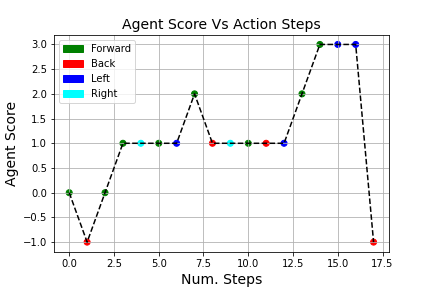 Agent Score Vs Action Steps
Forward
Back
Left
Right
Agent Score
3.0
2.5
2.0
1.5
1.0
0.5
0.0
−0.5
−1.0
0.0 2.5 5.0 7.5 10.0 12.5 15.0 17.5
Num. Steps